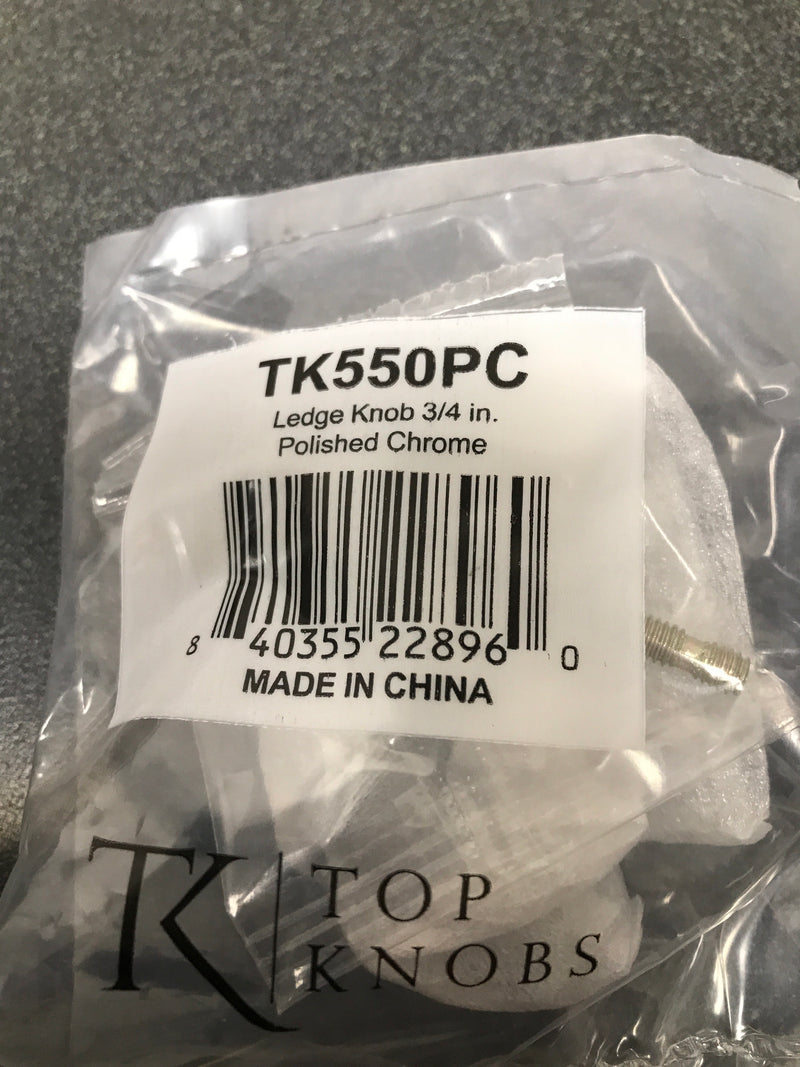 TK550PC
Ledge Knob 3/4 in.
Polished Chrome
8 40355 22896 0
MADE IN CHINA
TK TOP
KNOBS